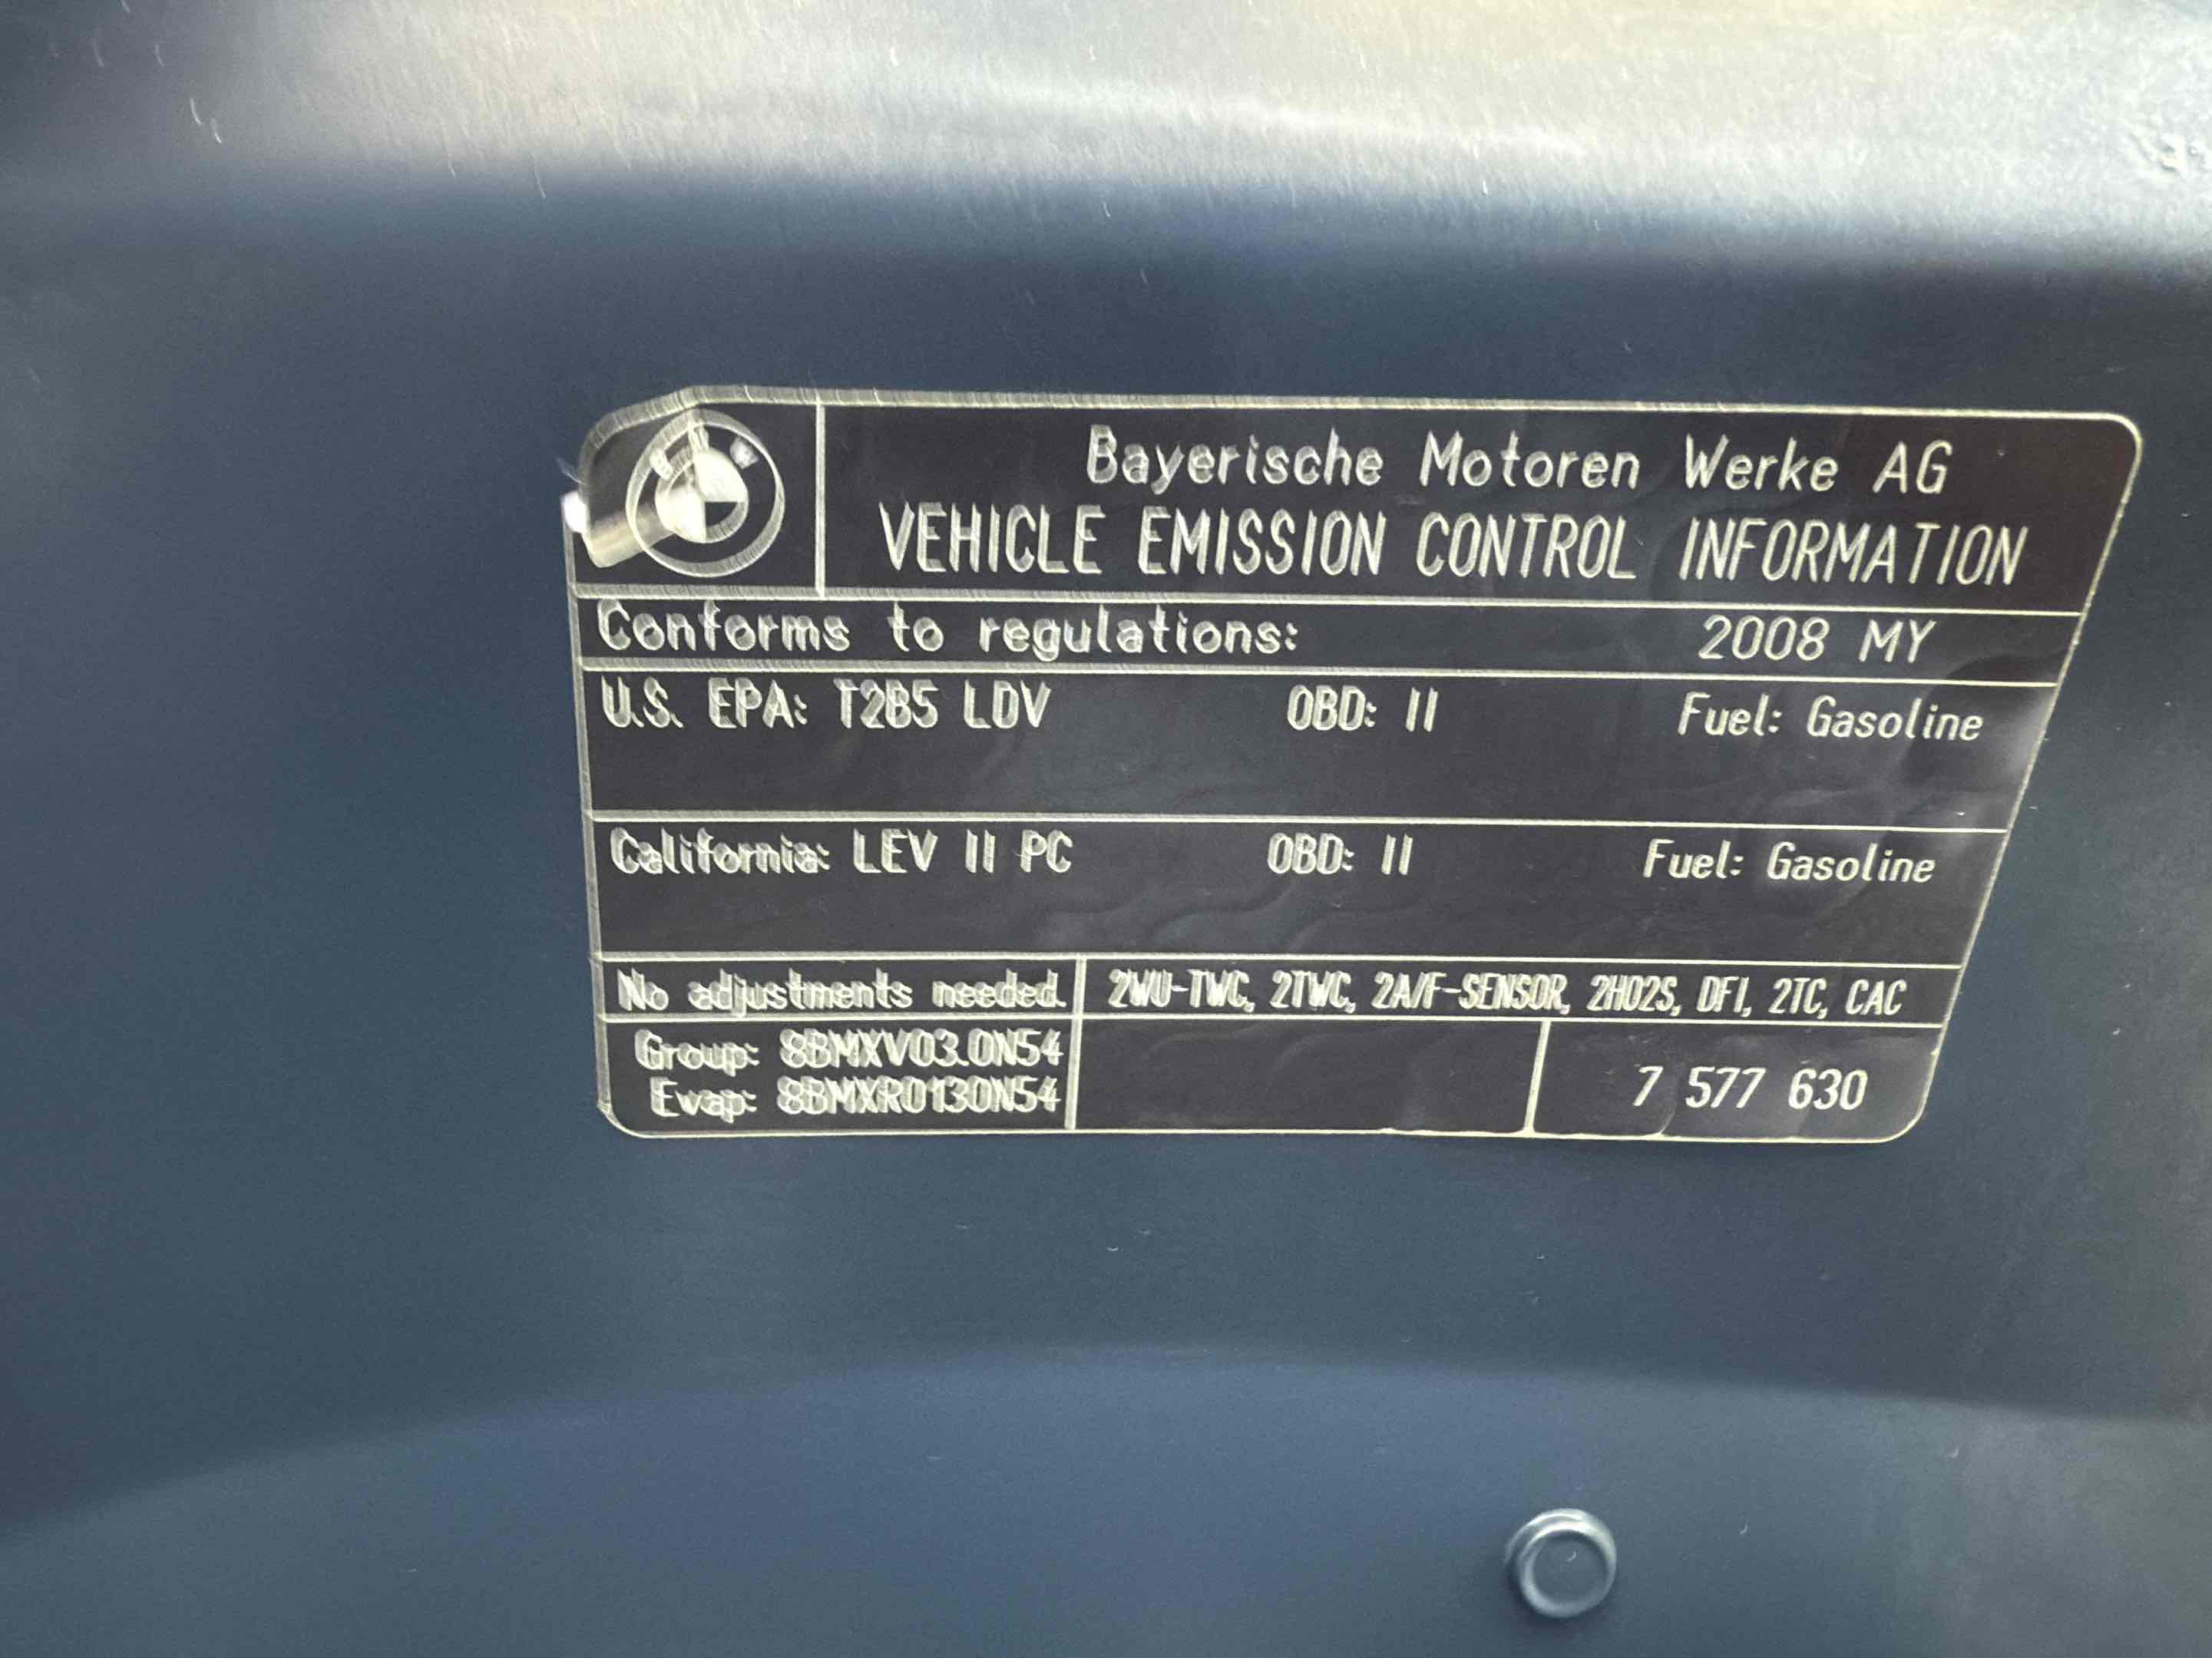 Bayerische Motoren Werke AG
VEHICLE EMISSION CONTROL INFORMATION
Conforms to regulations: 2008 MY
U.S. EPA: T2B5 LDV OBD: II Fuel: Gasoline
California: LEV II PC OBD: II Fuel: Gasoline
No adjustments needed. 2WU-TWC, 2TWC, 2A/F-SENSOR, 2HO2S, DFI, 2TC, CAC
Group: 8BMXV03.0N54
Evap: 8BMXR0130N54
7 577 630